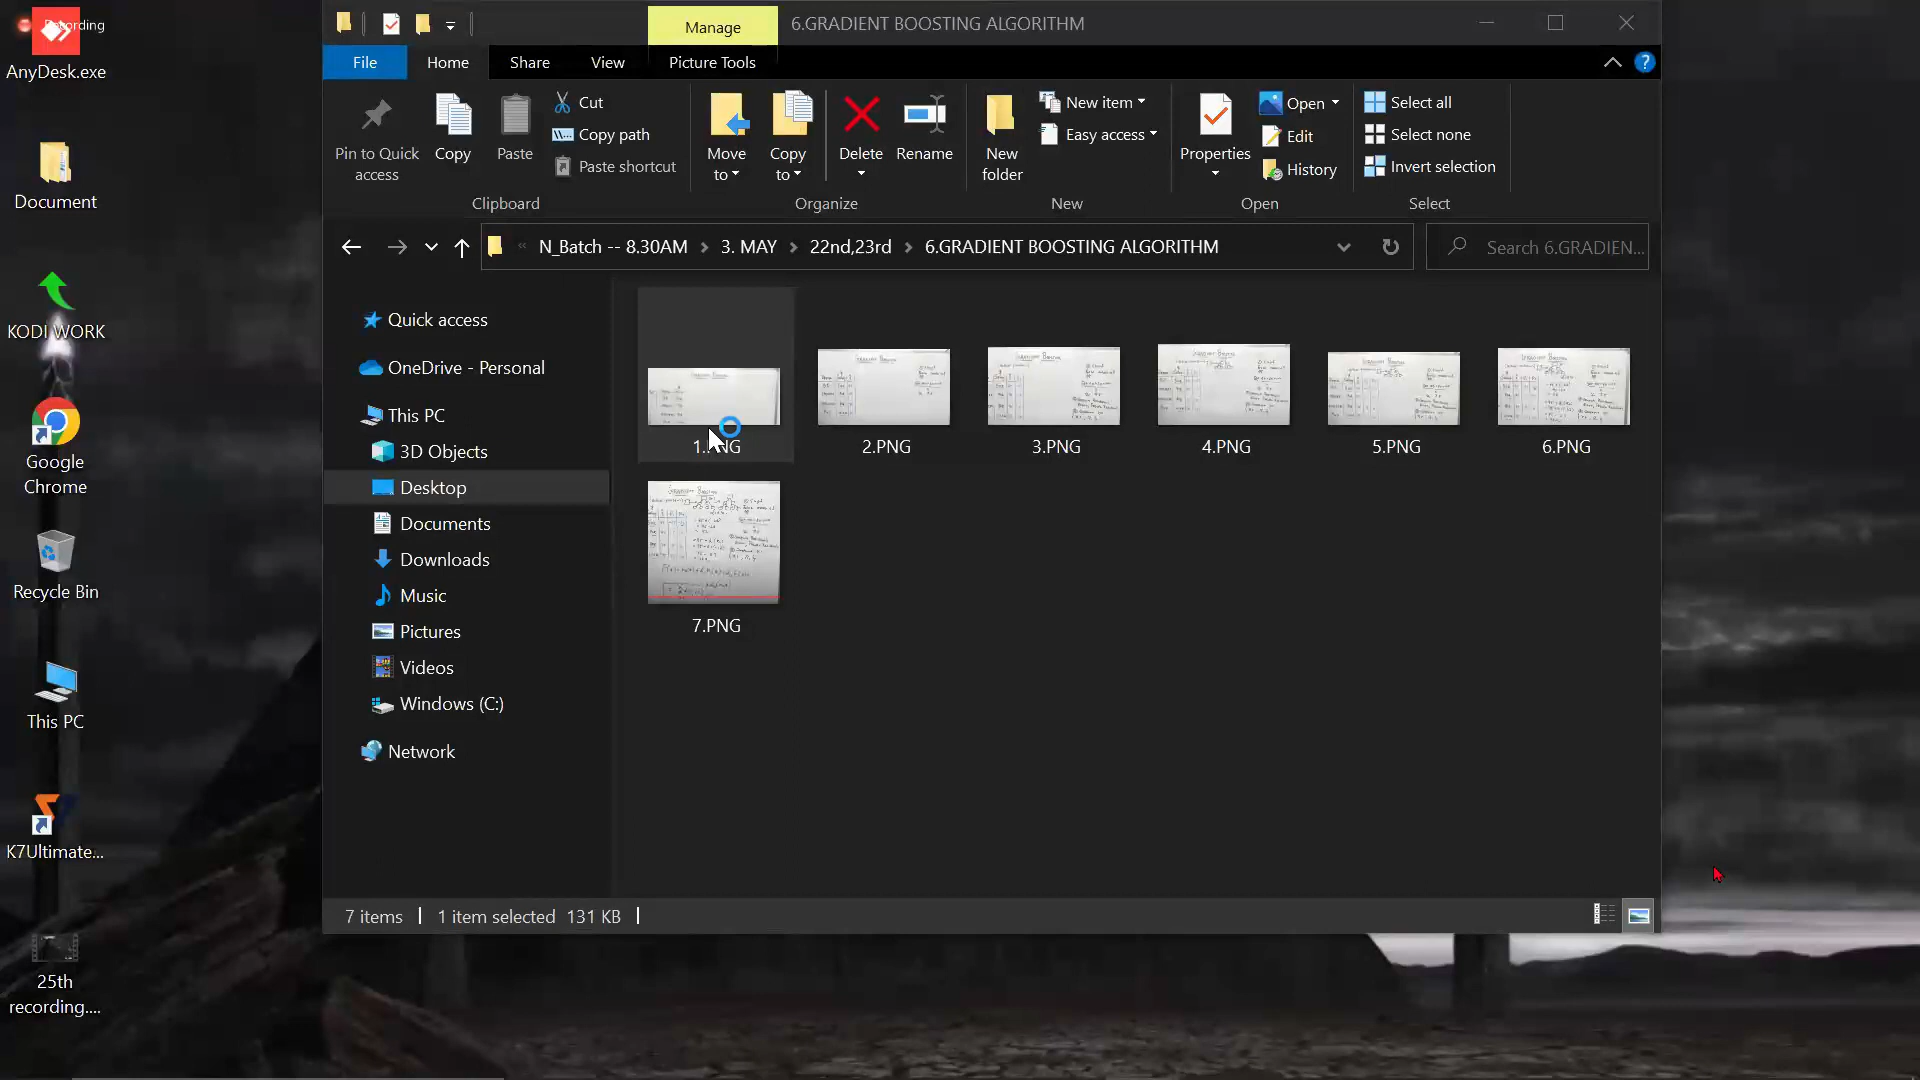 Recording
AnyDesk.exe
Document
KODI WORK
Google
Chrome
Recycle Bin
This PC
K7Ultimate...
25th
recording....
Manage
6.GRADIENT BOOSTING ALGORITHM
File
Home
Share
View
Picture Tools
Pin to Quick
access
Copy
Paste
Cut
Copy path
Paste shortcut
Clipboard
Move
to
Copy
to
Delete
Rename
Organize
New
folder
New item
Easy access
New
Properties
Open
Edit
History
Open
Select all
Select none
Invert selection
Select
« N_Batch -- 8.30AM > 3. MAY > 22nd,23rd > 6.GRADIENT BOOSTING ALGORITHM
Search 6.GRADIEN...
Quick access
OneDrive - Personal
This PC
3D Objects
Desktop
Documents
Downloads
Music
Pictures
Videos
Windows (C:)
Network
1.PNG
2.PNG
3.PNG
4.PNG
5.PNG
6.PNG
7.PNG
7 items
1 item selected 131 KB